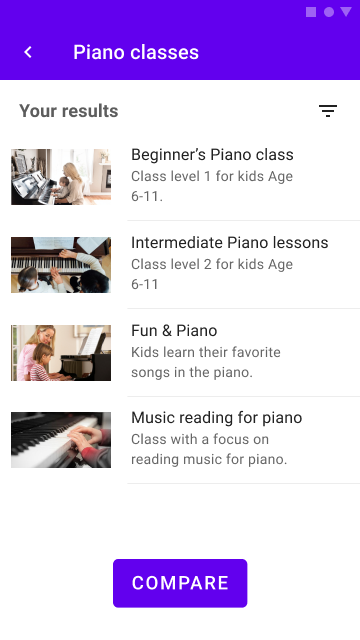 Piano classes
Your results
Beginner’s Piano class
Class level 1 for kids Age
6-11.
Intermediate Piano lessons
Class level 2 for kids Age
6-11
Fun & Piano
Kids learn their favorite
songs in the piano.
Music reading for piano
Class with a focus on
reading music for piano.
COMPARE